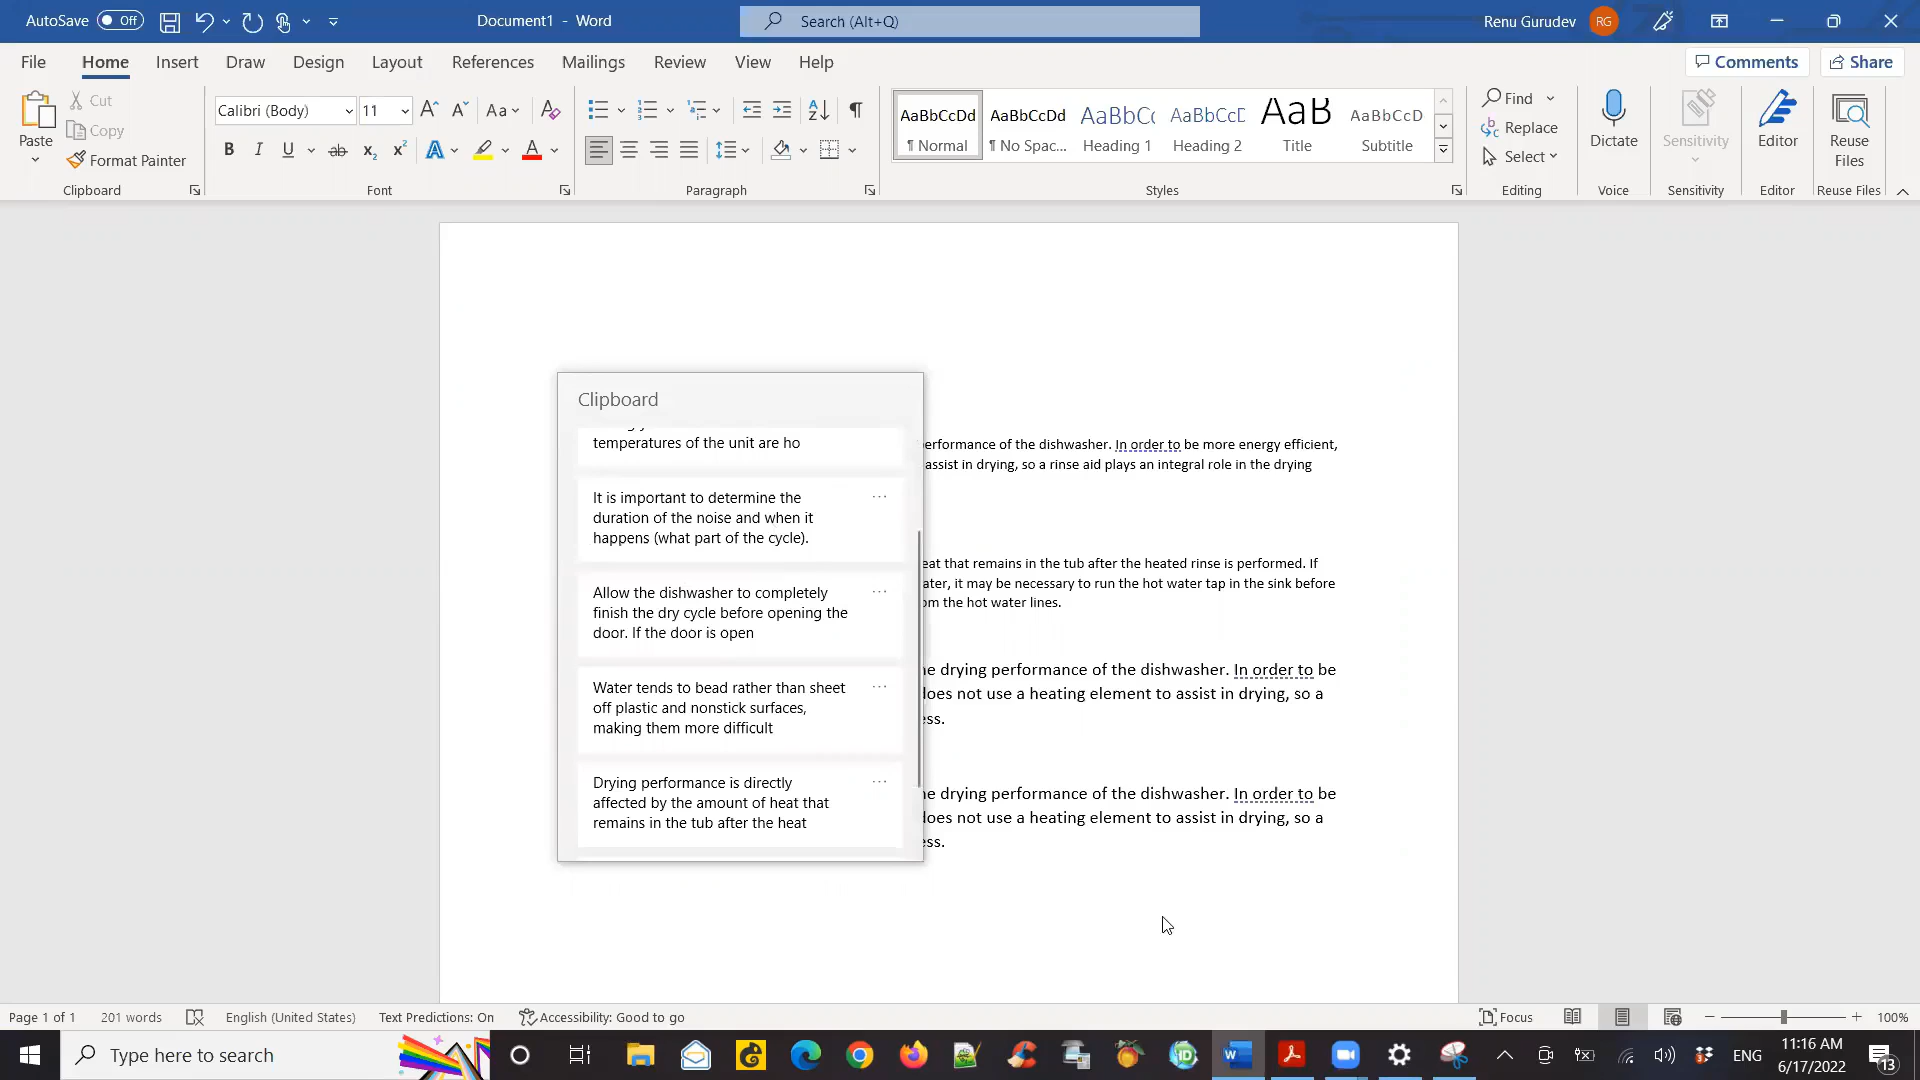 AutoSave Off
Document1 - Word
Search (Alt+Q)
Renu Gurudev RG
File Home Insert Draw Design Layout References Mailings Review View Help
Comments Share
Paste
Cut
Copy
Format Painter
Clipboard
Calibri (Body) 11
Aa
B I U ab x₂ x² A A
Font
Paragraph
AaBbCcDd AaBbCcDd AaBbCc AaBbCcD AaB AaBbCcD
¶ Normal ¶ No Spac... Heading 1 Heading 2 Title Subtitle
Styles
Find
Replace
Select
Editing
Dictate
Voice
Sensitivity
Sensitivity
Editor
Editor
Reuse
Files
Reuse Files
Clipboard
temperatures of the unit are ho
It is important to determine the
duration of the noise and when it
happens (what part of the cycle).
Allow the dishwasher to completely
finish the dry cycle before opening the
door. If the door is open
Water tends to bead rather than sheet
off plastic and nonstick surfaces,
making them more difficult
Drying performance is directly
affected by the amount of heat that
remains in the tub after the heat
erformance of the dishwasher. In order to be more energy efficient,
assist in drying, so a rinse aid plays an integral role in the drying
eat that remains in the tub after the heated rinse is performed. If
ater, it may be necessary to run the hot water tap in the sink before
om the hot water lines.
he drying performance of the dishwasher. In order to be
does not use a heating element to assist in drying, so a
ess.
he drying performance of the dishwasher. In order to be
does not use a heating element to assist in drying, so a
ess.
Page 1 of 1 201 words English (United States) Text Predictions: On Accessibility: Good to go
Focus 100%
Type here to search
ENG
11:16 AM
6/17/2022
13